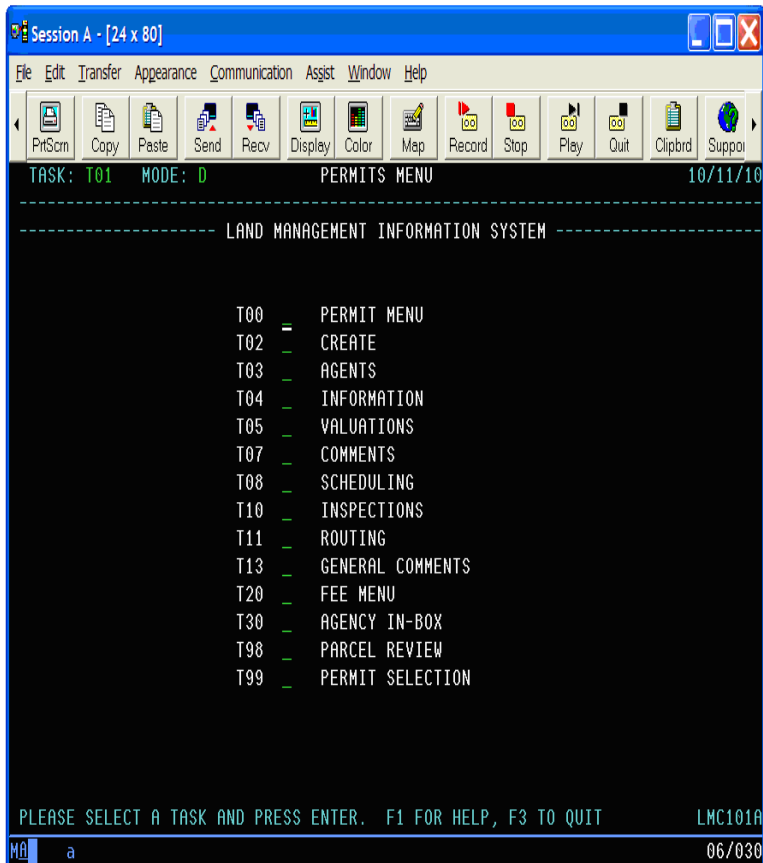 Session A - [24 x 80]
File Edit Transfer Appearance Communication Assist Window Help
PrtScrn Copy Paste Send Recv Display Color Map Record Stop Play Quit Clipbrd Suppor
TASK: T01 MODE: D PERMITS MENU 10/11/10
LAND MANAGEMENT INFORMATION SYSTEM
T00 _ PERMIT MENU
T02 _ CREATE
T03 _ AGENTS
T04 _ INFORMATION
T05 _ VALUATIONS
T07 _ COMMENTS
T08 _ SCHEDULING
T10 _ INSPECTIONS
T11 _ ROUTING
T13 _ GENERAL COMMENTS
T20 _ FEE MENU
T30 _ AGENCY IN-BOX
T98 _ PARCEL REVIEW
T99 _ PERMIT SELECTION
PLEASE SELECT A TASK AND PRESS ENTER. F1 FOR HELP, F3 TO QUIT LMC101A
MA a 06/030